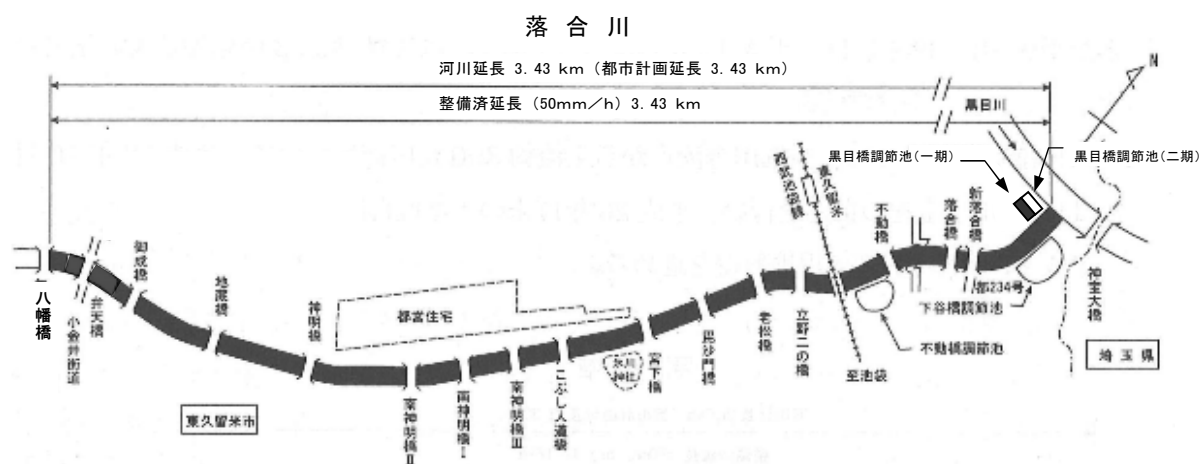 落合川
河川延長 3.43 km（都市計画延長 3.43 km）
整備済延長（50mm／h）3.43 km
N
黒目川
黒目橋調節池(一期)
黒目橋調節池(二期)
西武池袋線
東久留米
不動橋
落合橋
新落合橋
都234号
下谷橋調節池
神宝大橋
不動橋調節池
埼玉県
至池袋
八幡橋
小金井街道
弁天橋
御成橋
地蔵橋
神明橋
都営住宅
南神明橋Ⅱ
南神明橋Ⅰ
南神明橋Ⅲ
こぶし人道橋
氷川神社
宮下橋
毘沙門橋
老松橋
立野二の橋
東久留米市